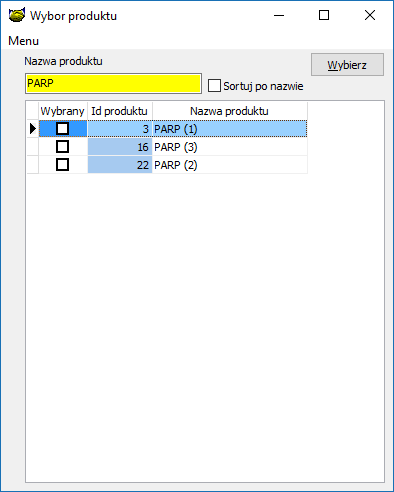 Wybor produktu
Menu
Nazwa produktu
Wybierz
PARP
Sortuj po nazwie
Wybrany Id produktu Nazwa produktu
3 PARP (1)
16 PARP (3)
22 PARP (2)